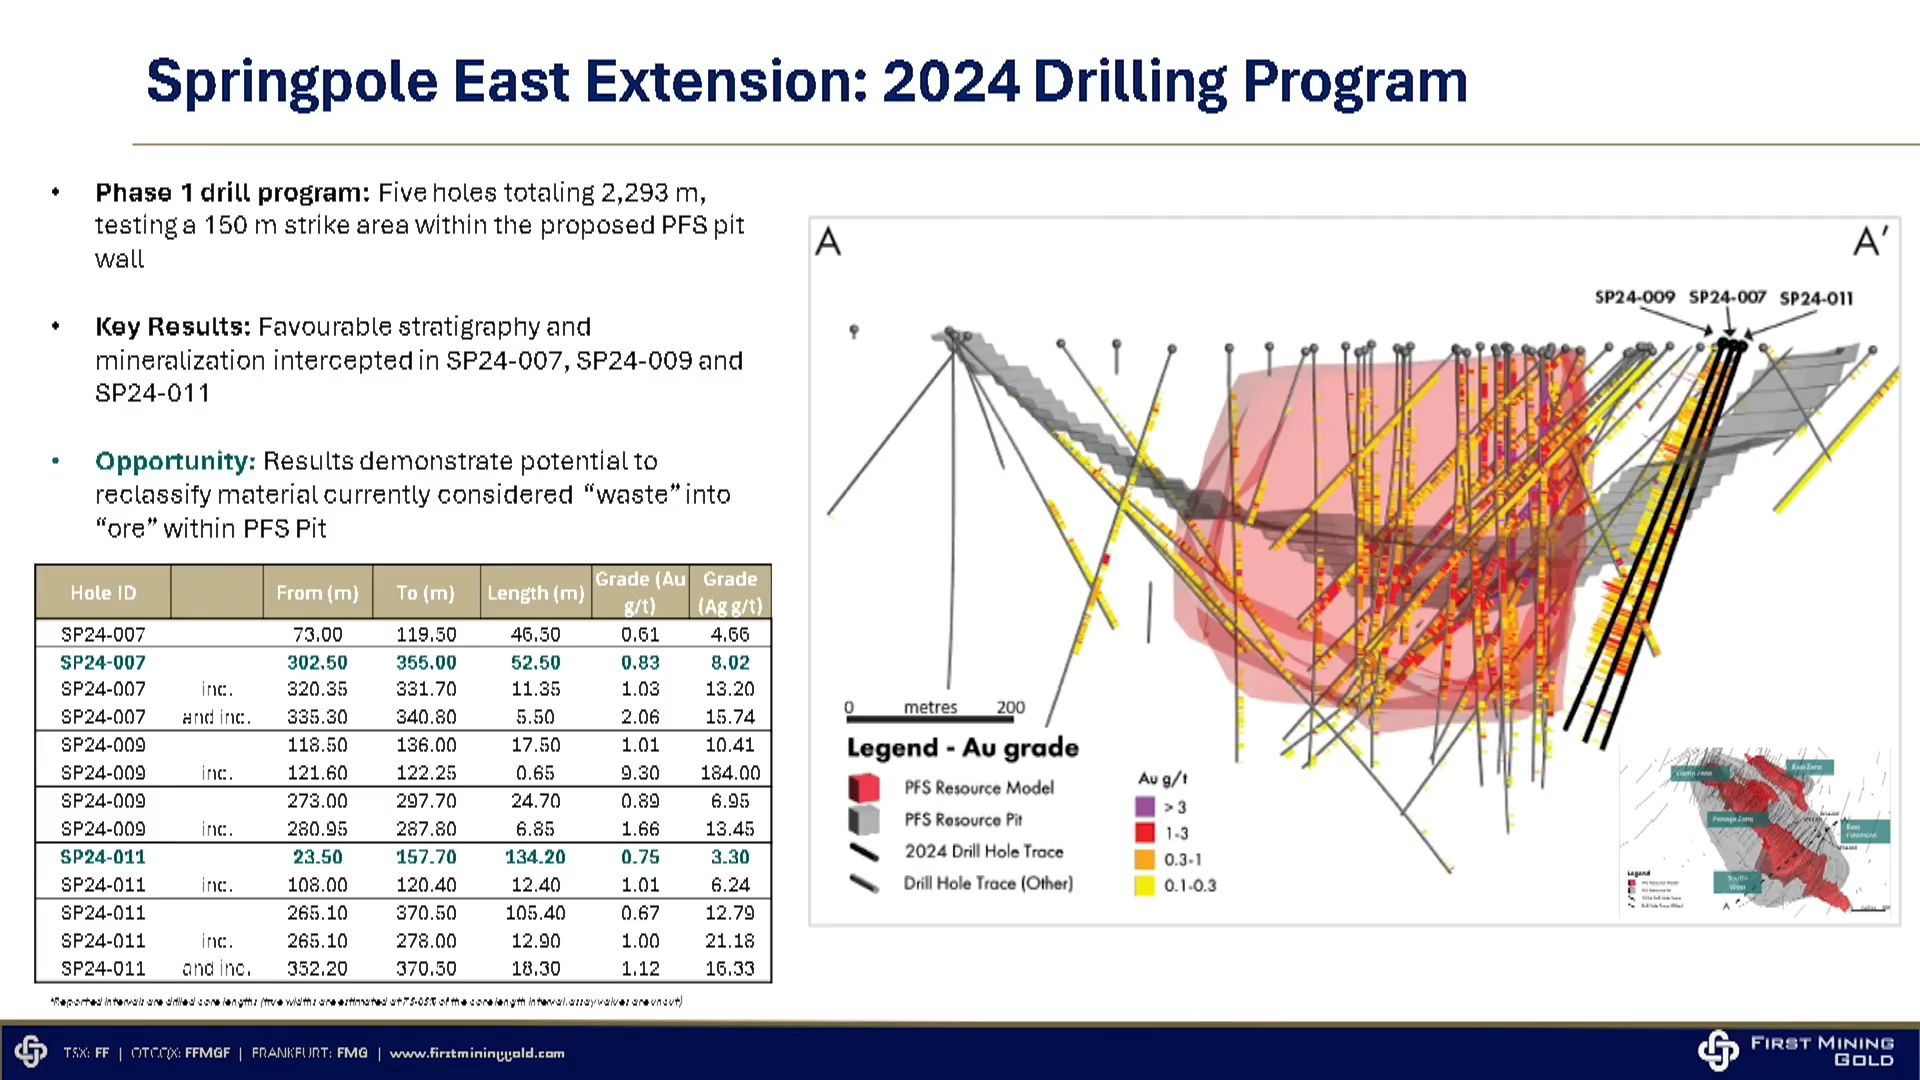 Springpole East Extension: 2024 Drilling Program
• Phase 1 drill program: Five holes totaling 2,293 m,
testing a 150 m strike area within the proposed PFS pit
wall
• Key Results: Favourable stratigraphy and
mineralization intercepted in SP24-007, SP24-009 and
SP24-011
• Opportunity: Results demonstrate potential to
reclassify material currently considered “waste” into
“ore” within PFS Pit
Hole ID From (m) To (m) Length (m) Grade (Au g/t) Grade (Ag g/t)
SP24-007 73.00 119.50 46.50 0.61 4.66
SP24-007 302.50 355.00 52.50 0.83 8.02
SP24-007 inc. 320.35 331.70 11.35 1.03 13.20
SP24-007 and inc. 335.30 340.80 5.50 2.06 15.74
SP24-009 118.50 136.00 17.50 1.01 10.41
SP24-009 inc. 121.60 122.25 0.65 9.30 184.00
SP24-009 273.00 297.70 24.70 0.89 6.95
SP24-009 inc. 280.95 287.80 6.85 1.66 13.45
SP24-011 23.50 157.70 134.20 0.75 3.30
SP24-011 inc. 108.00 120.40 12.40 1.01 6.24
SP24-011 265.10 370.50 105.40 0.67 12.79
SP24-011 inc. 265.10 278.00 12.90 1.00 21.18
SP24-011 and inc. 352.20 370.50 18.30 1.12 16.33
*Reported intervals are drilled core lengths (true widths are estimated at of the core length interval, assay values are uncut)
A
A′
SP24-009 SP24-007 SP24-011
0 metres 200
Legend - Au grade
PFS Resource Model
PFS Resource Pit
2024 Drill Hole Trace
Drill Hole Trace (Other)
Au g/t
> 3
1-3
0.3-1
0.1-0.3
Camp Zone
East Zone
Portage Zone
East Extension
South-West
A
Legend
TSX: FF | OTCQX: FFMGF | FRANKFURT: FMG | www.firstmininggold.com
FIRST MINING
GOLD